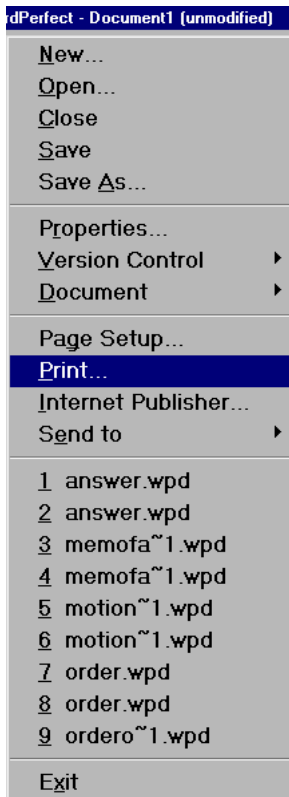 rdPerfect - Document1 (unmodified)
New...
Open...
Close
Save
Save As...
Properties...
Version Control
Document
Page Setup...
Print...
Internet Publisher...
Send to
1 answer.wpd
2 answer.wpd
3 memofa~1.wpd
4 memofa~1.wpd
5 motion~1.wpd
6 motion~1.wpd
7 order.wpd
8 order.wpd
9 ordero~1.wpd
Exit